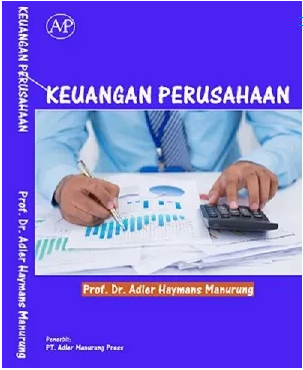 KEUANGAN PERUSAHAAN
Prof. Dr. Adler Haymans Manurung
AMP
KEUANGAN PERUSAHAAN
Prof. Dr. Adler Haymans Manurung
Penerbit:
PT. Adler Manurung Press